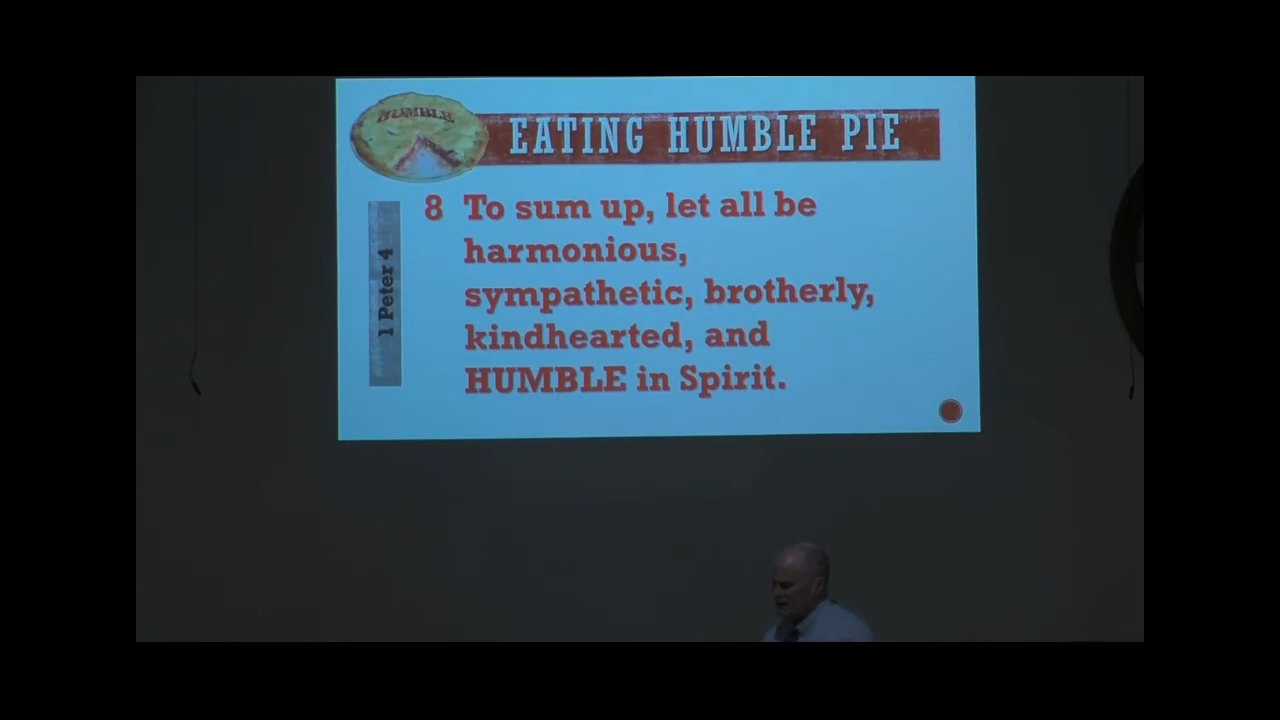 HUMBLE
EATING HUMBLE PIE
1 Peter 4
8 To sum up, let all be
harmonious,
sympathetic, brotherly,
kindhearted, and
HUMBLE in Spirit.